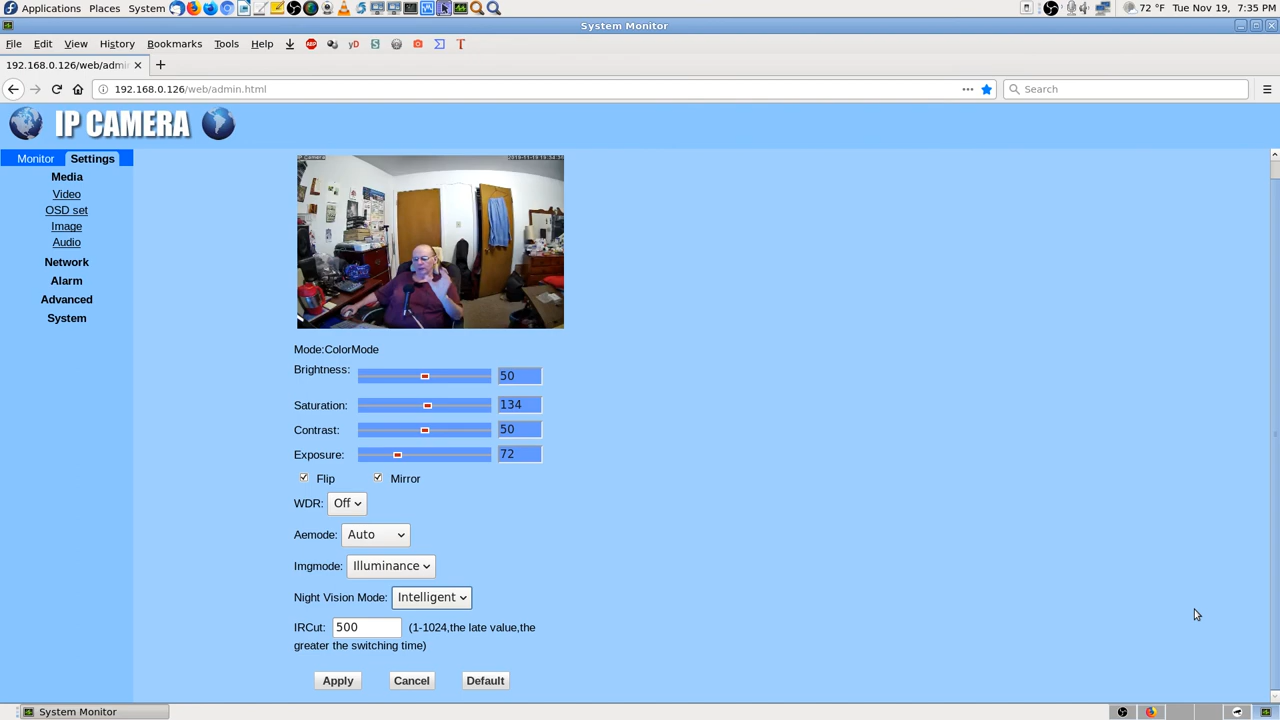 Applications Places System 72 °F Tue Nov 19, 7:35 PM
System Monitor
File Edit View History Bookmarks Tools Help ABP yD S Σ T
192.168.0.126/web/admi
192.168.0.126/web/admin.html Search
IP CAMERA
Monitor Settings
Media
Video
OSD set
Image
Audio
Network
Alarm
Advanced
System
Mode:ColorMode
Brightness: 50
Saturation: 134
Contrast: 50
Exposure: 72
Flip Mirror
WDR: Off
Aemode: Auto
Imgmode: Illuminance
Night Vision Mode: Intelligent
IRCut: 500 (1-1024,the late value,the
greater the switching time)
Apply Cancel Default
System Monitor